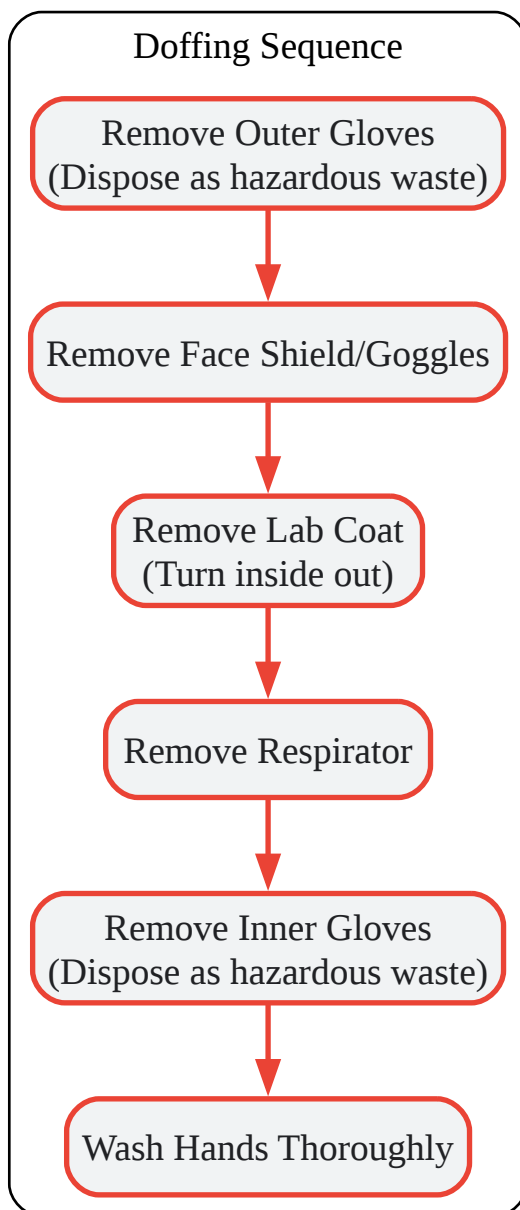 Doffing Sequence
Remove Outer Gloves
(Dispose as hazardous waste)
Remove Face Shield/Goggles
Remove Lab Coat
(Turn inside out)
Remove Respirator
Remove Inner Gloves
(Dispose as hazardous waste)
Wash Hands Thoroughly